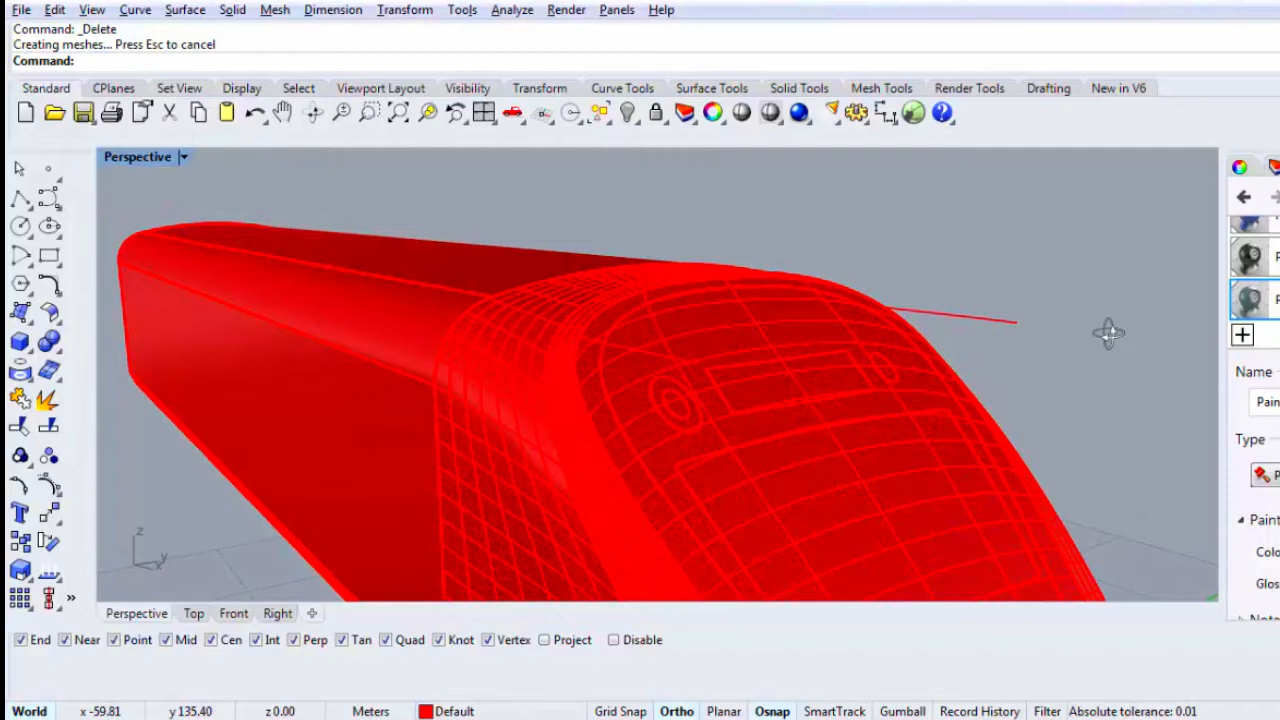 File Edit View Curve Surface Solid Mesh Dimension Transform Tools Analyze Render Panels Help
Command: _Delete
Creating meshes... Press Esc to cancel
Command:
Standard CPlanes Set View Display Select Viewport Layout Visibility Transform Curve Tools Surface Tools Solid Tools Mesh Tools Render Tools Drafting New in V6
Perspective
P
P
Name
Pain
Type
P
Paint
Colo
Glos
z
y
x
Perspective Top Front Right
End Near Point Mid Cen Int Perp Tan Quad Knot Vertex Project Disable
World x -59.81 y 135.40 z 0.00 Meters Default Grid Snap Ortho Planar Osnap SmartTrack Gumball Record History Filter Absolute tolerance: 0.01